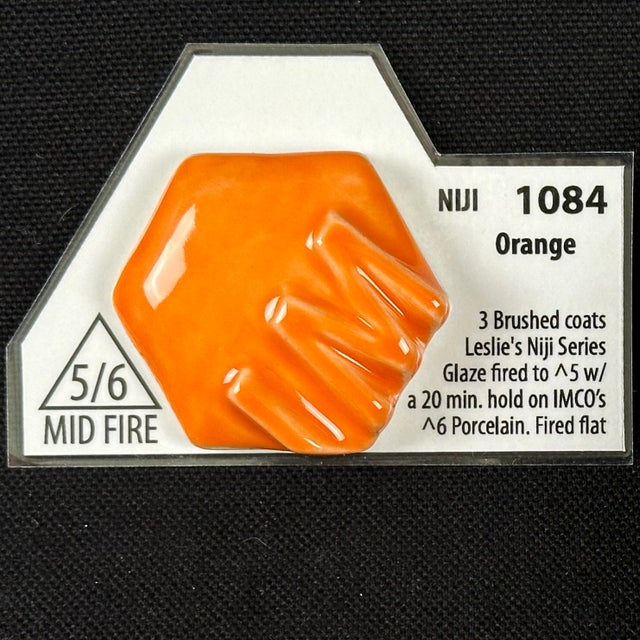 NIJI 1084
Orange
3 Brushed coats
Leslie's Niji Series
Glaze fired to ^5 w/
a 20 min. hold on IMCO's
^6 Porcelain. Fired flat
5/6
MID FIRE